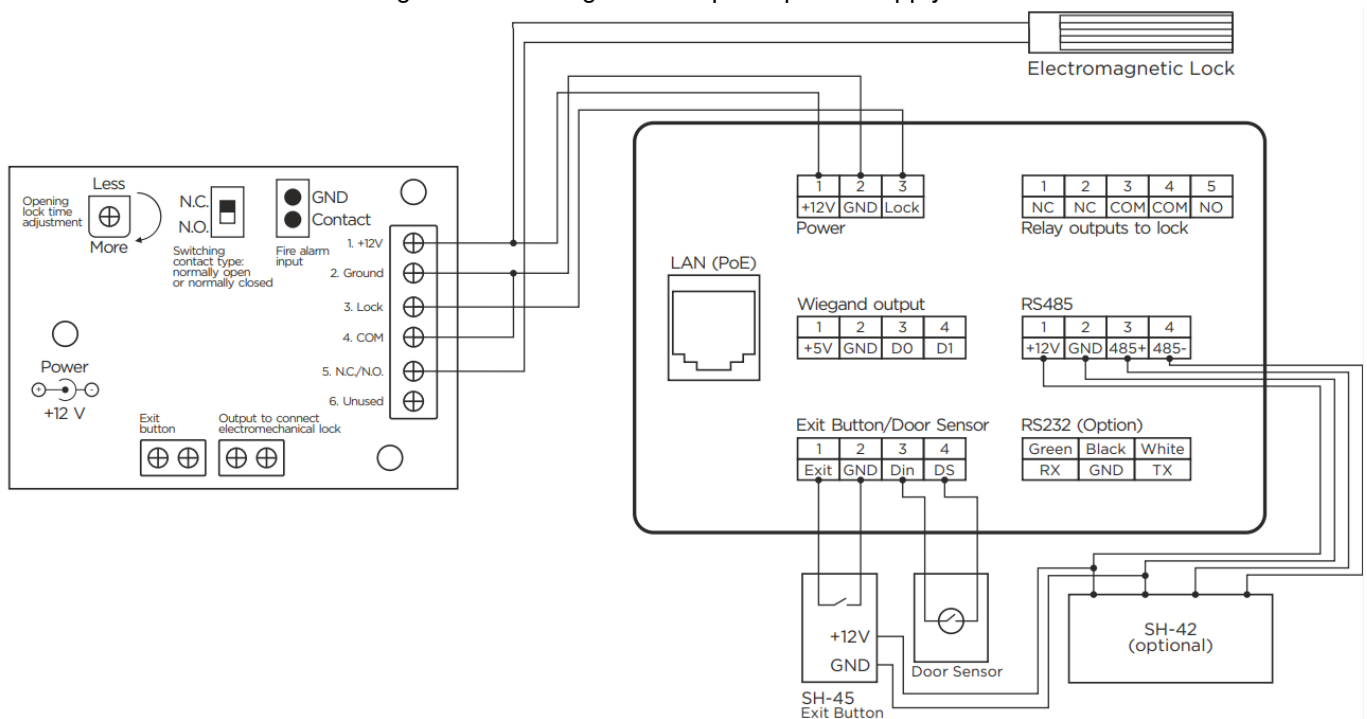 Electromagnetic Lock
Less
Opening
lock time
adjustment
More
N.C.
N.O.
Switching
contact type:
normally open
or normally closed
GND
Contact
Fire alarm
input
1. +12V
2. Ground
3. Lock
4. COM
5. N.C./N.O.
6. Unused
Power
+ -
+12 V
Exit
button
Output to connect
electromechanical lock
1 2 3
+12V GND Lock
Power
1 2 3 4 5
NC NC COM COM NO
Relay outputs to lock
LAN (PoE)
Wiegand output
1 2 3 4
+5V GND D0 D1
RS485
1 2 3 4
+12V GND 485+ 485-
Exit Button/Door Sensor
1 2 3 4
Exit GND Din DS
RS232 (Option)
Green Black White
RX GND TX
+12V
GND
SH-45
Exit Button
Door Sensor
SH-42
(optional)